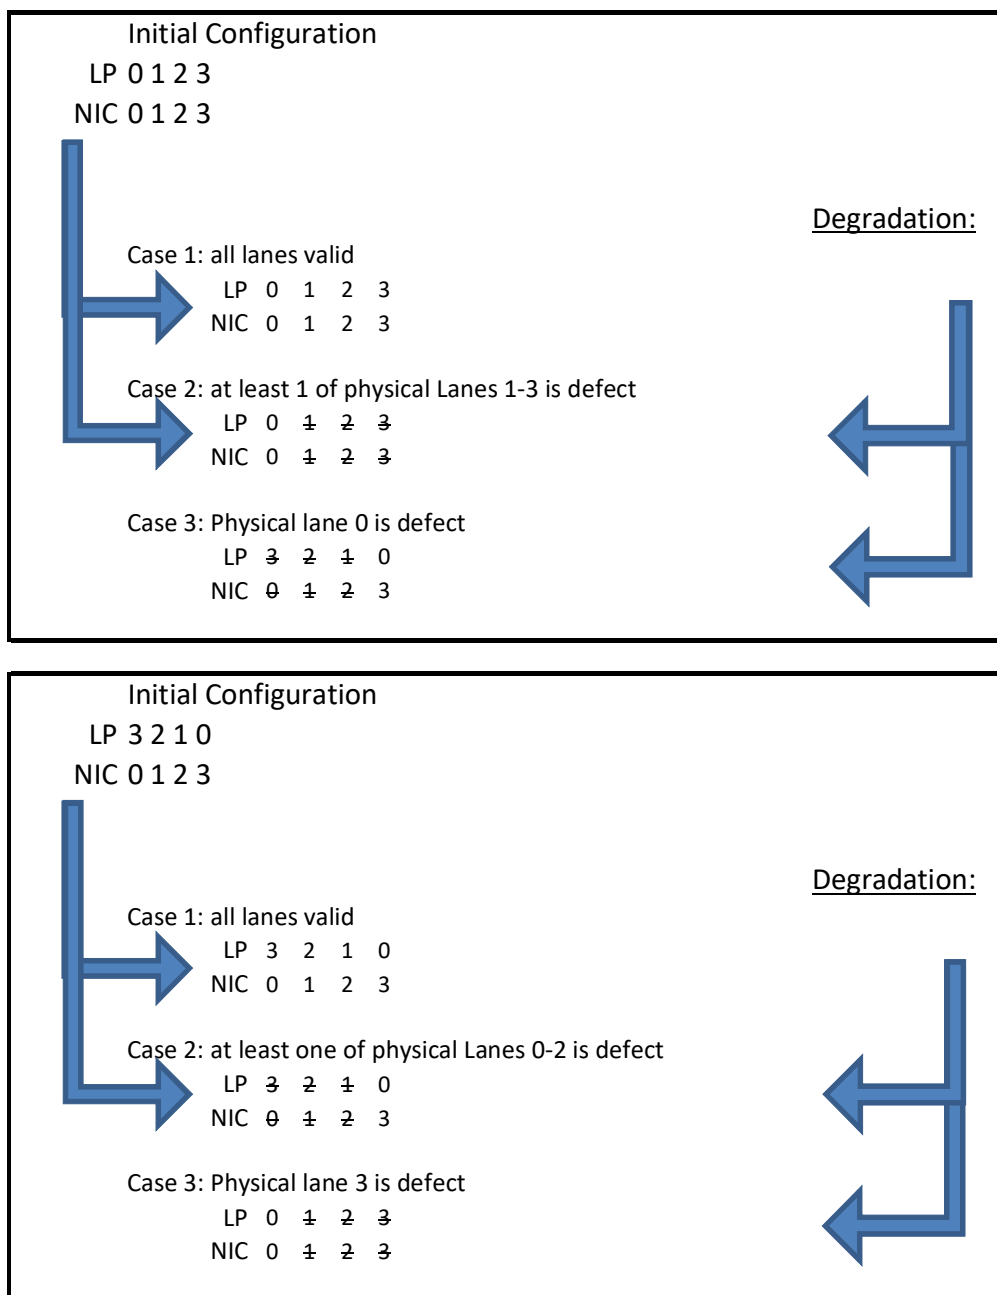 Initial Configuration
LP 0 1 2 3
NIC 0 1 2 3
Degradation:
Case 1: all lanes valid
LP 0 1 2 3
NIC 0 1 2 3
Case 2: at least 1 of physical Lanes 1-3 is defect
LP 0 1 2 3
NIC 0 1 2 3
Case 3: Physical lane 0 is defect
LP 3 2 1 0
NIC 0 1 2 3
Initial Configuration
LP 3 2 1 0
NIC 0 1 2 3
Degradation:
Case 1: all lanes valid
LP 3 2 1 0
NIC 0 1 2 3
Case 2: at least one of physical Lanes 0-2 is defect
LP 3 2 1 0
NIC 0 1 2 3
Case 3: Physical lane 3 is defect
LP 0 1 2 3
NIC 0 1 2 3